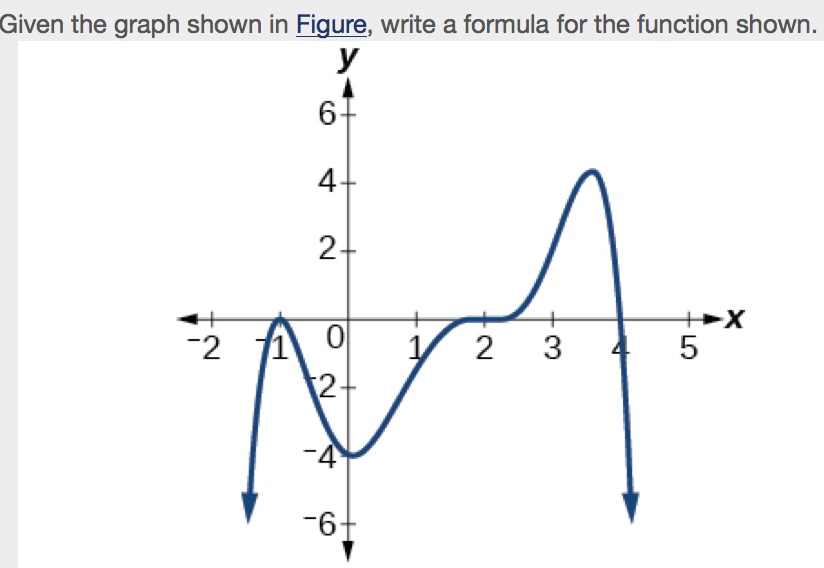 Given the graph shown in Figure, write a formula for the function shown.
y
6
4
2
-2 -1 0 1 2 3 4 5 x
-2
-4
-6